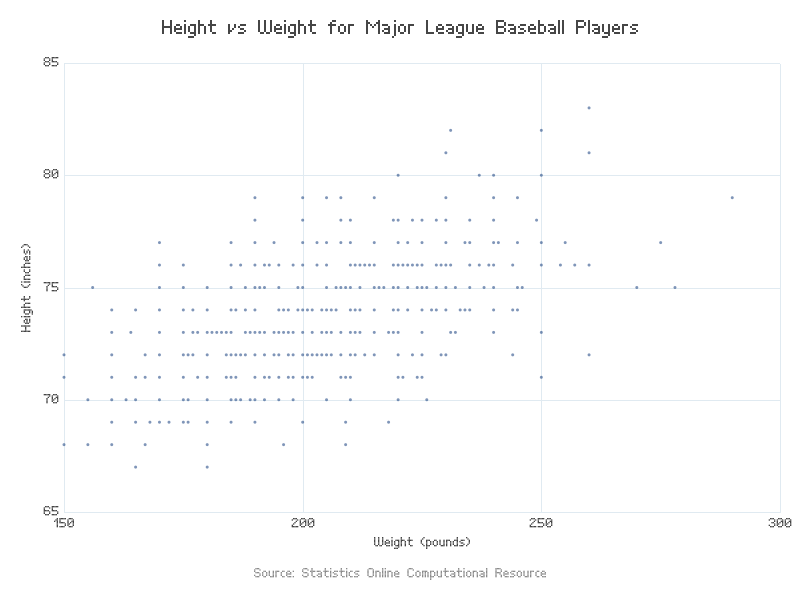 Height vs Weight for Major League Baseball Players
85
80
75
70
65
Height (inches)
150
200
250
300
Weight (pounds)
Source: Statistics Online Computational Resource